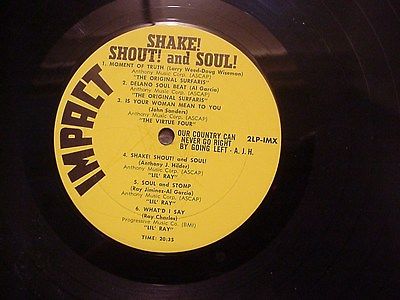 SHAKE!
SHOUT! and SOUL!
IMPACT
1. MOMENT OF TRUTH (Larry Weed-Doug Wiseman)
Anthony Music Corp. (ASCAP)
"THE ORIGINAL SURFARIS"
2. DELANO SOUL BEAT (Al Garcia)
Anthony Music Corp. (ASCAP)
"THE ORIGINAL SURFARIS"
3. IS YOUR WOMAN MEAN TO YOU
(John Sanders)
Anthony Music Corp. (ASCAP)
"THE VIRTUE FOUR"
OUR COUNTRY CAN
NEVER GO RIGHT
BY GOING LEFT - A.J.H.
2LP-IMX
4. SHAKE! SHOUT! and SOUL!
(Anthony J. Hilder)
Anthony Music Corp. (ASCAP)
"LIL' RAY"
5. SOUL and STOMP
(Ray Jiminez-Al Garcia)
Anthony Music Corp. (ASCAP)
"LIL' RAY"
6. WHAT'D I SAY
(Ray Charles)
Progressive Music Co. (BMI)
"LIL' RAY"
TIME: 20:35